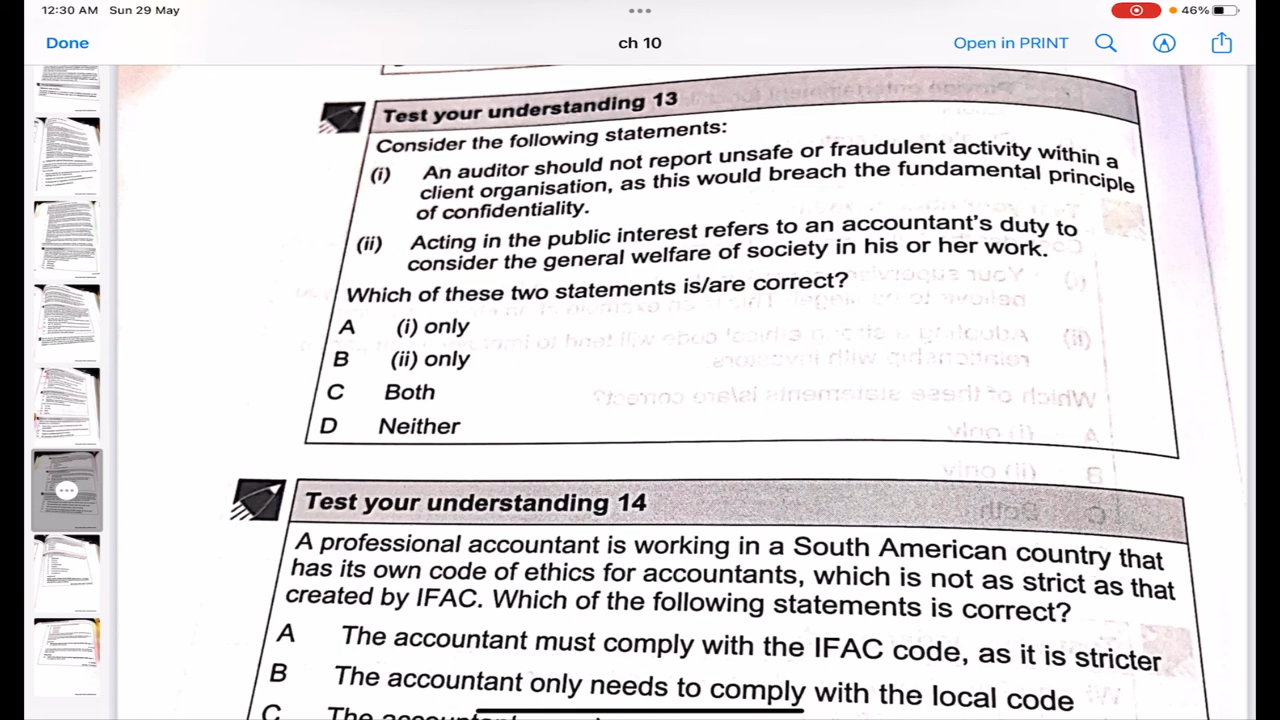 12:30 AM Sun 29 May
46%
Done
ch 10
Open in PRINT
Test your understanding 13
Consider the following statements:
(i) An auditor should not report unsafe or fraudulent activity within a
client organisation, as this would breach the fundamental principle
of confidentiality.
(ii) Acting in the public interest refers to an accountant's duty to
consider the general welfare of society in his or her work.
Which of these two statements is/are correct?
A (i) only
B (ii) only
C Both
D Neither
Test your understanding 14
A professional accountant is working in a South American country that
has its own code of ethics for accountants, which is not as strict as that
created by IFAC. Which of the following statements is correct?
A The accountant must comply with the IFAC code, as it is stricter
B The accountant only needs to comply with the local code
C The